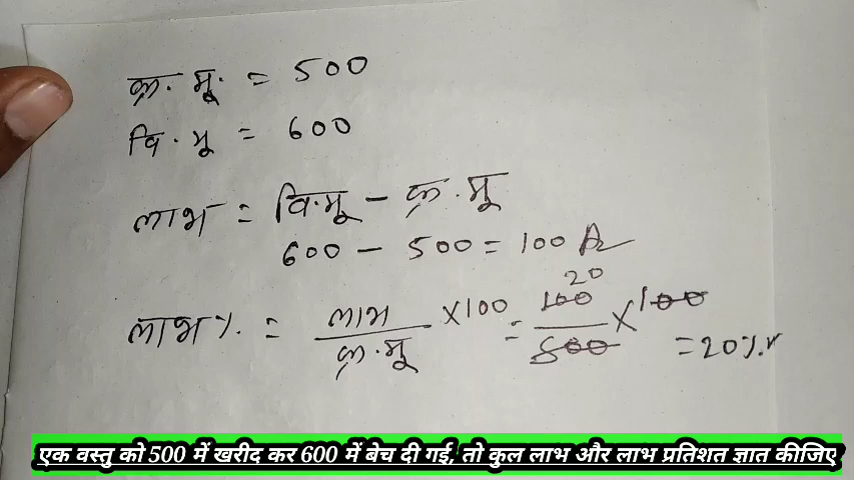 क्र. मू. = 500
वि. मू = 600
लाभ = वि.मू - क्र.मू
600 - 500 = 100 Rs
लाभ % = लाभ/क्र.मू ×100 = 100/500 × 100 = 20%
20
एक वस्तु को 500 में खरीद कर 600 में बेच दी गई, तो कुल लाभ और लाभ प्रतिशत ज्ञात कीजिए